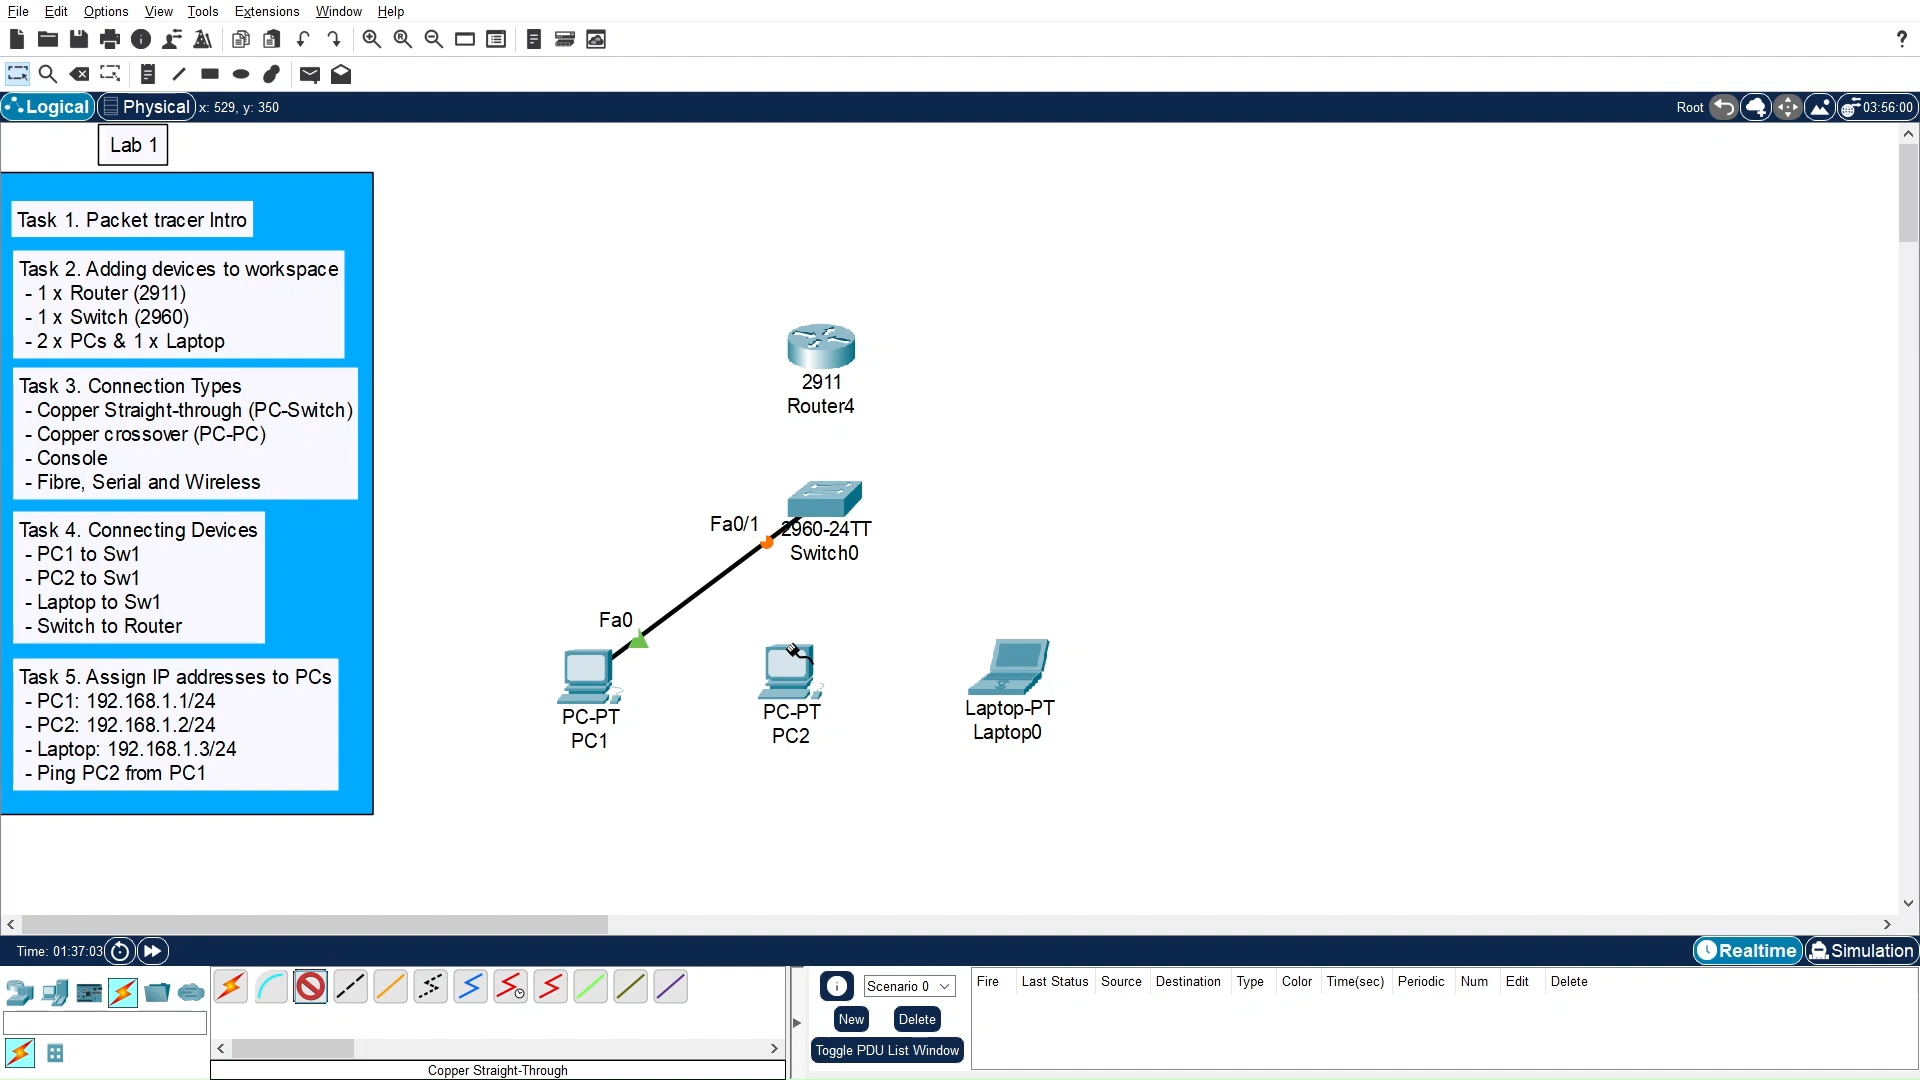 File Edit Options View Tools Extensions Window Help
?
Logical Physical x: 529, y: 350 Root 03:56:00
Lab 1
Task 1. Packet tracer Intro
Task 2. Adding devices to workspace
- 1 x Router (2911)
- 1 x Switch (2960)
- 2 x PCs & 1 x Laptop
Task 3. Connection Types
- Copper Straight-through (PC-Switch)
- Copper crossover (PC-PC)
- Console
- Fibre, Serial and Wireless
Task 4. Connecting Devices
- PC1 to Sw1
- PC2 to Sw1
- Laptop to Sw1
- Switch to Router
Task 5. Assign IP addresses to PCs
- PC1: 192.168.1.1/24
- PC2: 192.168.1.2/24
- Laptop: 192.168.1.3/24
- Ping PC2 from PC1
2911
Router4
Fa0/1
2960-24TT
Switch0
Fa0
PC-PT
PC1
PC-PT
PC2
Laptop-PT
Laptop0
Time: 01:37:03 Realtime Simulation
Scenario 0
New Delete
Toggle PDU List Window
Fire Last Status Source Destination Type Color Time(sec) Periodic Num Edit Delete
Copper Straight-Through